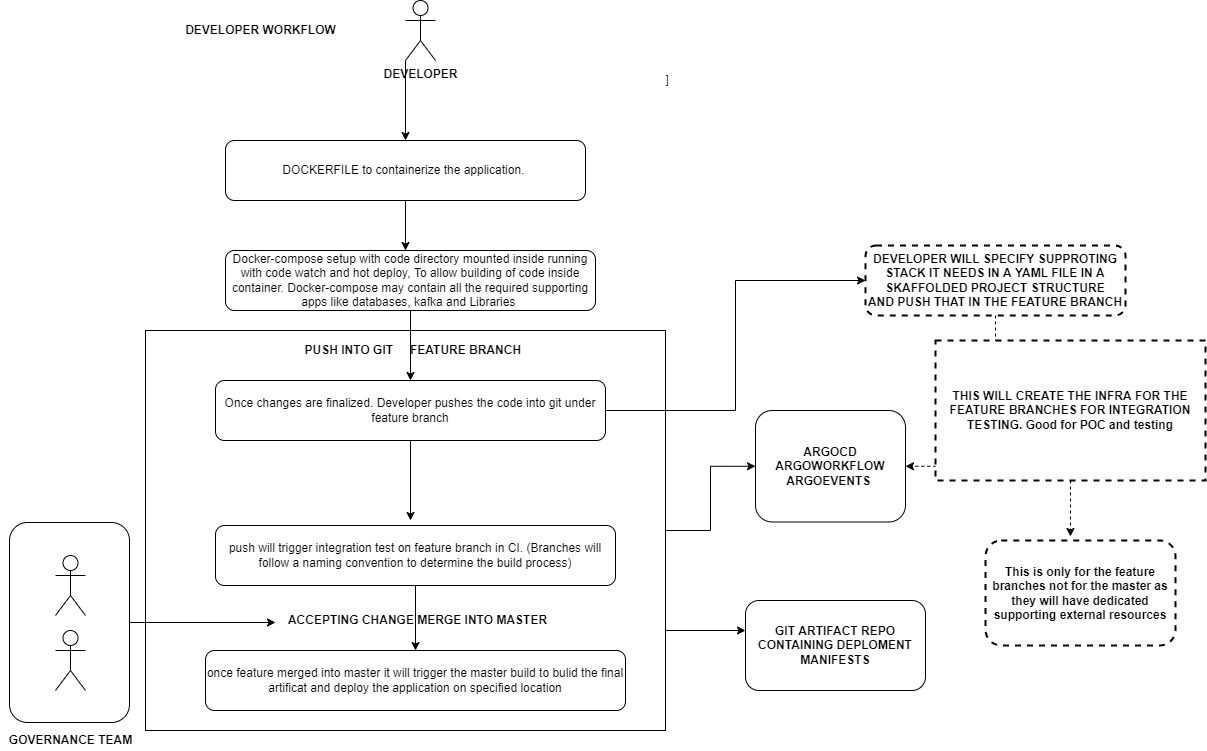 DEVELOPER WORKFLOW
DEVELOPER
]
DOCKERFILE to containerize the application.
Docker-compose setup with code directory mounted inside running
with code watch and hot deploy, To allow building of code inside
container. Docker-compose may contain all the required supporting
apps like databases, kafka and Libraries
DEVELOPER WILL SPECIFY SUPPROTING
STACK IT NEEDS IN A YAML FILE IN A
SKAFFOLDED PROJECT STRUCTURE
AND PUSH THAT IN THE FEATURE BRANCH
PUSH INTO GIT FEATURE BRANCH
Once changes are finalized. Developer pushes the code into git under
feature branch
THIS WILL CREATE THE INFRA FOR THE
FEATURE BRANCHES FOR INTEGRATION
TESTING. Good for POC and testing
ARGOCD
ARGOWORKFLOW
ARGOEVENTS
push will trigger integration test on feature branch in CI. (Branches will
follow a naming convention to determine the build process)
This is only for the feature
branches not for the master as
they will have dedicated
supporting external resources
ACCEPTING CHANGE MERGE INTO MASTER
GIT ARTIFACT REPO
CONTAINING DEPLOMENT
MANIFESTS
once feature merged into master it will trigger the master build to bulid the final
artificat and deploy the application on specified location
GOVERNANCE TEAM